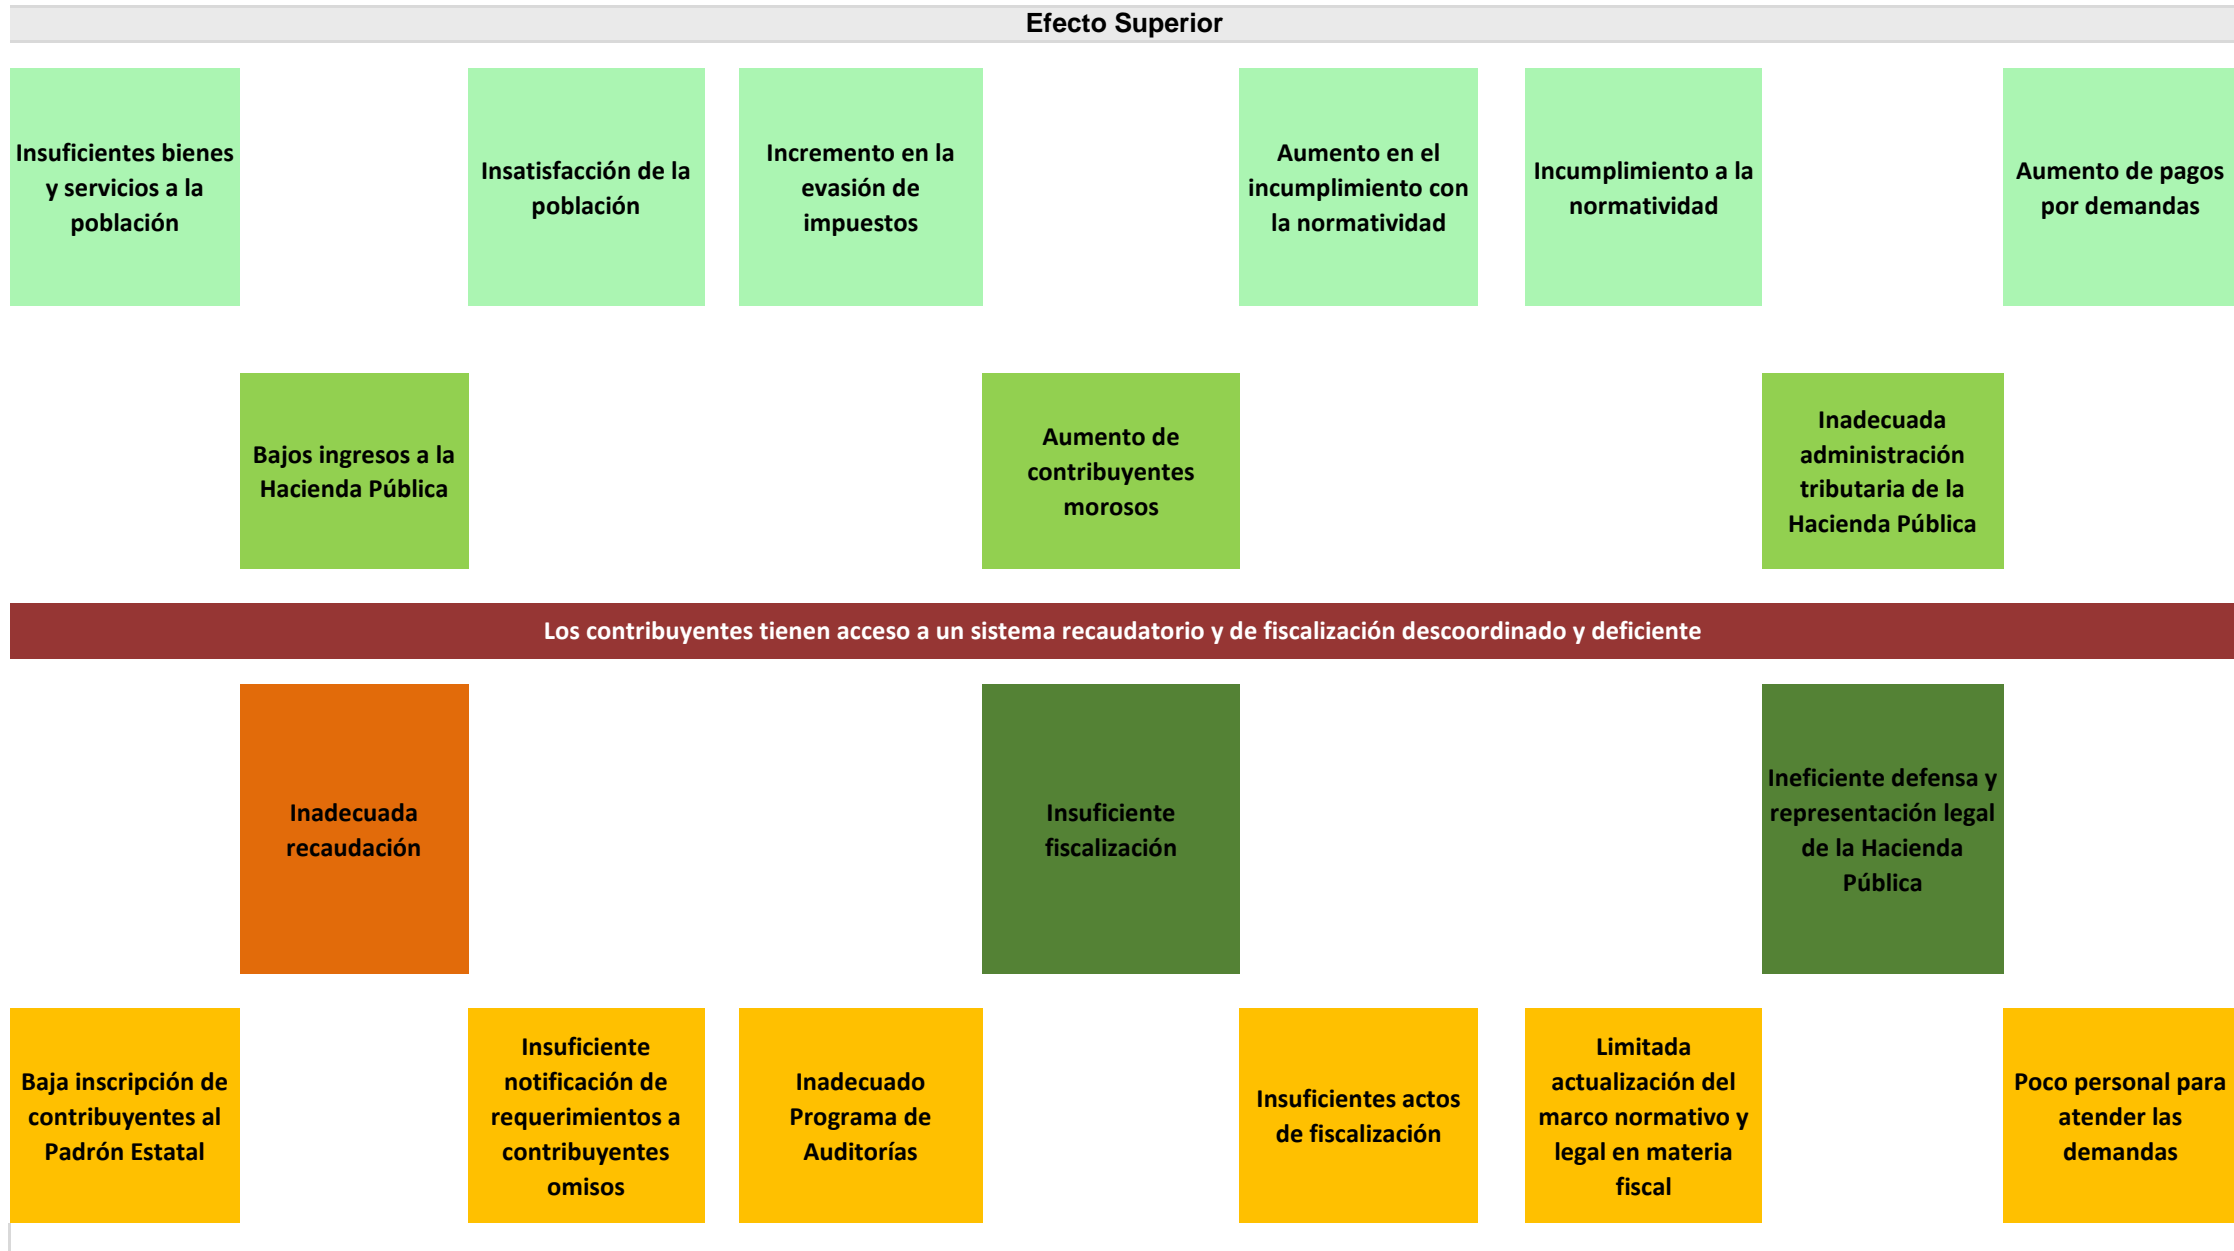 Efecto Superior
Insuficientes bienes
y servicios a la
población
Insatisfacción de la
población
Incremento en la
evasión de
impuestos
Aumento en el
incumplimiento con
la normatividad
Incumplimiento a la
normatividad
Aumento de pagos
por demandas
Bajos ingresos a la
Hacienda Pública
Aumento de
contribuyentes
morosos
Inadecuada
administración
tributaria de la
Hacienda Pública
Los contribuyentes tienen acceso a un sistema recaudatorio y de fiscalización descoordinado y deficiente
Inadecuada
recaudación
Insuficiente
fiscalización
Ineficiente defensa y
representación legal
de la Hacienda
Pública
Baja inscripción de
contribuyentes al
Padrón Estatal
Insuficiente
notificación de
requerimientos a
contribuyentes
omisos
Inadecuado
Programa de
Auditorías
Insuficientes actos
de fiscalización
Limitada
actualización del
marco normativo y
legal en materia
fiscal
Poco personal para
atender las
demandas